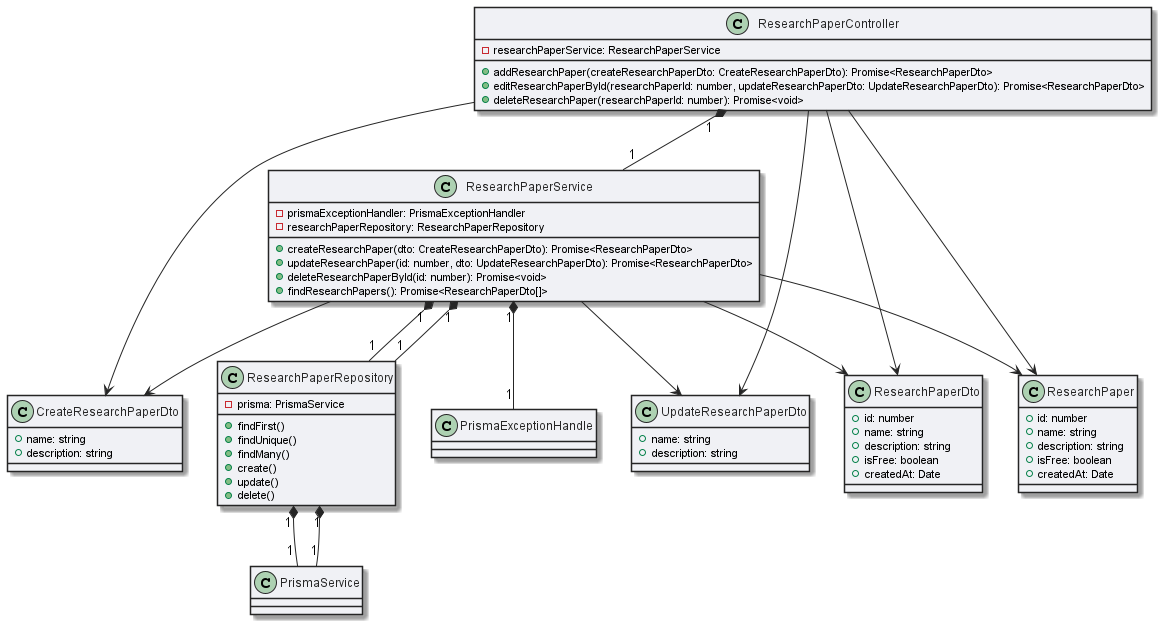 C ResearchPaperController
researchPaperService: ResearchPaperService
addResearchPaper(createResearchPaperDto: CreateResearchPaperDto): Promise<ResearchPaperDto>
editResearchPaperById(researchPaperId: number, updateResearchPaperDto: UpdateResearchPaperDto): Promise<ResearchPaperDto>
deleteResearchPaper(researchPaperId: number): Promise<void>
1
1
C ResearchPaperService
prismaExceptionHandler: PrismaExceptionHandler
researchPaperRepository: ResearchPaperRepository
createResearchPaper(dto: CreateResearchPaperDto): Promise<ResearchPaperDto>
updateResearchPaper(id: number, dto: UpdateResearchPaperDto): Promise<ResearchPaperDto>
deleteResearchPaperById(id: number): Promise<void>
findResearchPapers(): Promise<ResearchPaperDto[]>
1 1 1
1 1
1
C CreateResearchPaperDto
name: string
description: string
C ResearchPaperRepository
prisma: PrismaService
findFirst()
findUnique()
findMany()
create()
update()
delete()
C PrismaExceptionHandle
C UpdateResearchPaperDto
name: string
description: string
C ResearchPaperDto
id: number
name: string
description: string
isFree: boolean
createdAt: Date
C ResearchPaper
id: number
name: string
description: string
isFree: boolean
createdAt: Date
1 1
1 1
C PrismaService